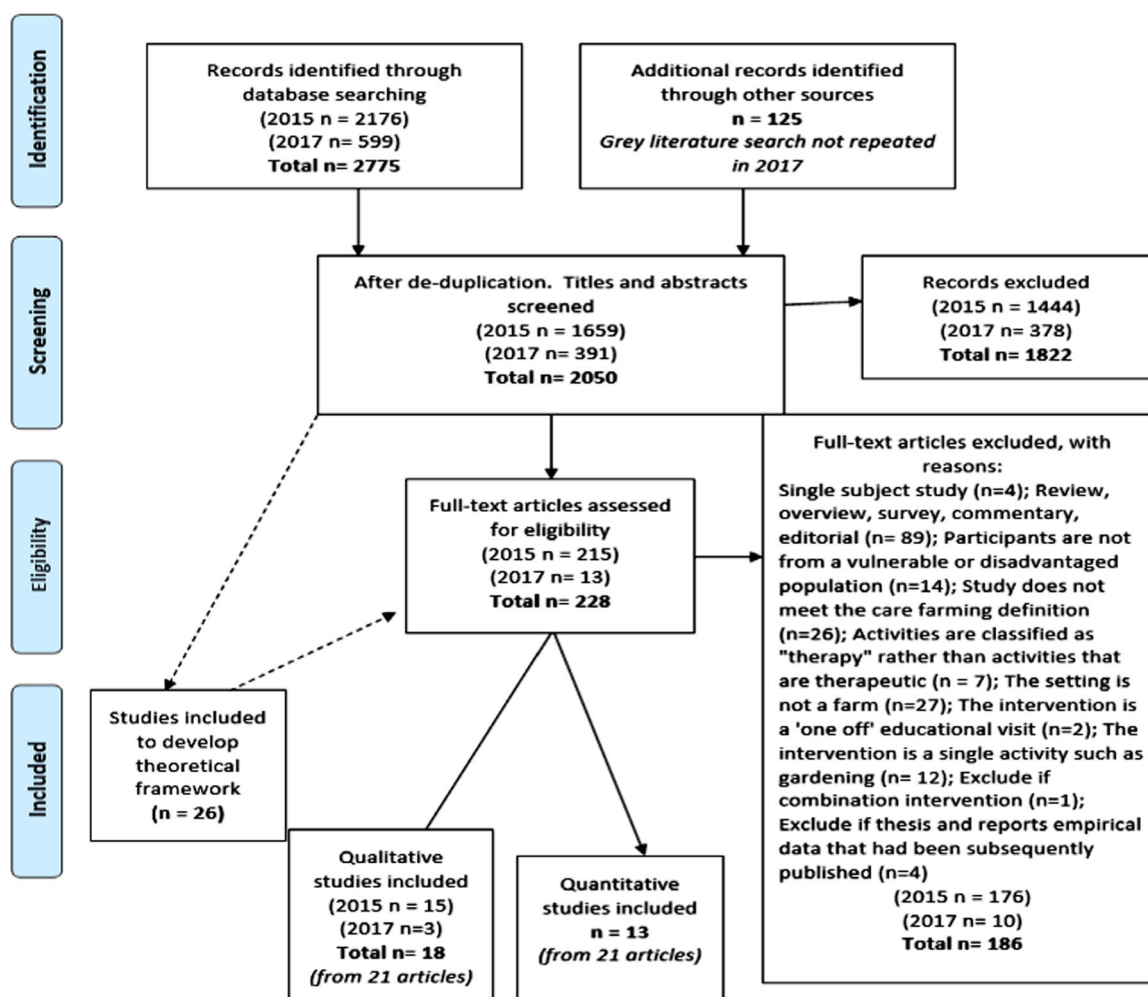 Identification
Records identified through
database searching
(2015 n = 2176)
(2017 n= 599)
Total n= 2775
Additional records identified
through other sources
n = 125
Grey literature search not repeated
in 2017
Screening
After de-duplication. Titles and abstracts
screened
(2015 n = 1659)
(2017 n= 391)
Total n= 2050
Records excluded
(2015 n = 1444)
(2017 n= 378)
Total n= 1822
Eligibility
Full-text articles assessed
for eligibility
(2015 n = 215)
(2017 n= 13)
Total n= 228
Full-text articles excluded, with
reasons:
Single subject study (n=4); Review,
overview, survey, commentary,
editorial (n= 89); Participants are not
from a vulnerable or disadvantaged
population (n=14); Study does not
meet the care farming definition
(n=26); Activities are classified as
"therapy" rather than activities that
are therapeutic (n = 7); The setting is
not a farm (n=27); The intervention is
a 'one off' educational visit (n=2); The
intervention is a single activity such as
gardening (n= 12); Exclude if
combination intervention (n=1);
Exclude if thesis and reports empirical
data that had been subsequently
published (n=4)
(2015 n = 176)
(2017 n= 10)
Total n= 186
Included
Studies included
to develop
theoretical
framework
(n = 26)
Qualitative
studies included
(2015 n = 15)
(2017 n=3)
Total n= 18
(from 21 articles)
Quantitative
studies included
n = 13
(from 21 articles)